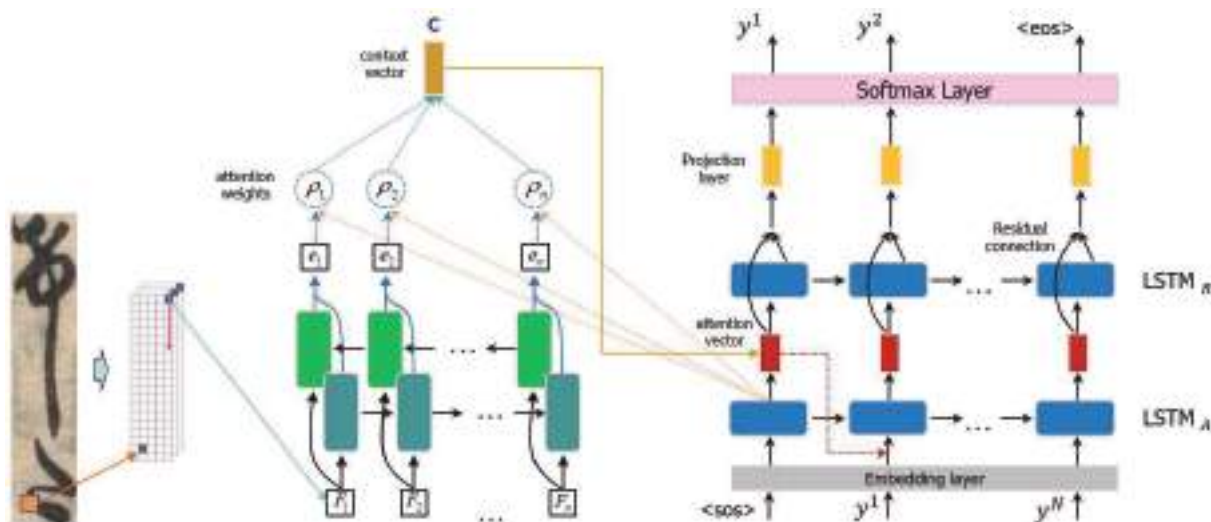 C
context
vector
attention
weights
ρ₁ ρ₂ ρₙ
e₁ e₂ eₙ
...
...
F₁ F₂ ... Fₙ
y¹ y² <eos>
Softmax Layer
Projection
layer
Residual
connection
... LSTM B
attention
vector
... LSTM A
Embedding layer
<sos> y¹ yᴺ